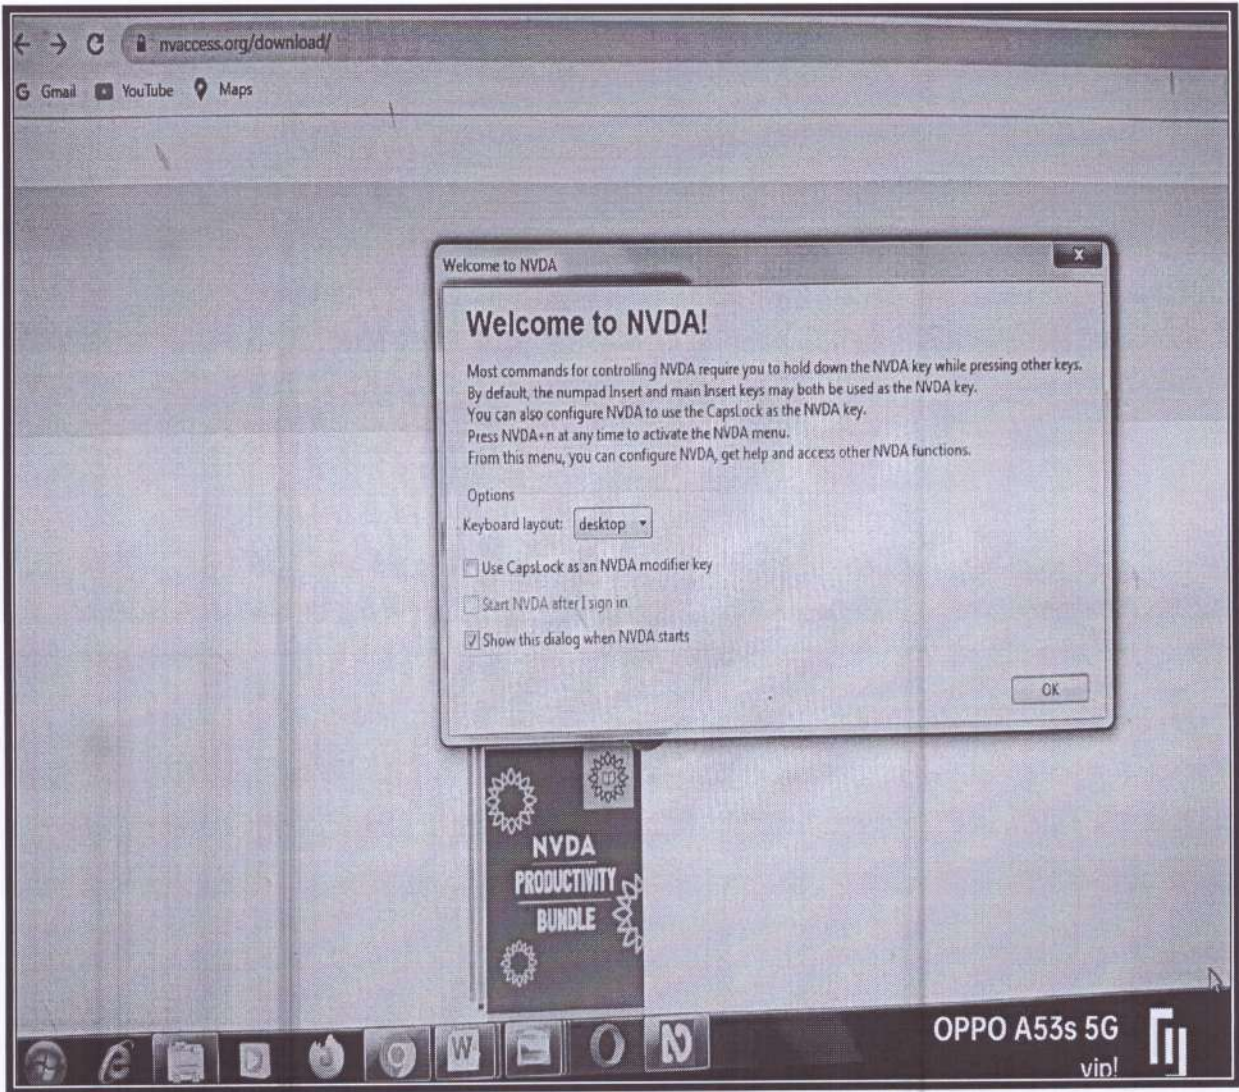 nvaccess.org/download/
G Gmail YouTube Maps
Welcome to NVDA
X
Welcome to NVDA!
Most commands for controlling NVDA require you to hold down the NVDA key while pressing other keys.
By default, the numpad Insert and main Insert keys may both be used as the NVDA key.
You can also configure NVDA to use the CapsLock as the NVDA key.
Press NVDA+n at any time to activate the NVDA menu.
From this menu, you can configure NVDA, get help and access other NVDA functions.
Options
Keyboard layout: desktop
Use CapsLock as an NVDA modifier key
Start NVDA after I sign in
Show this dialog when NVDA starts
OK
NVDA
PRODUCTIVITY
BUNDLE
W
OPPO A53s 5G
vip!